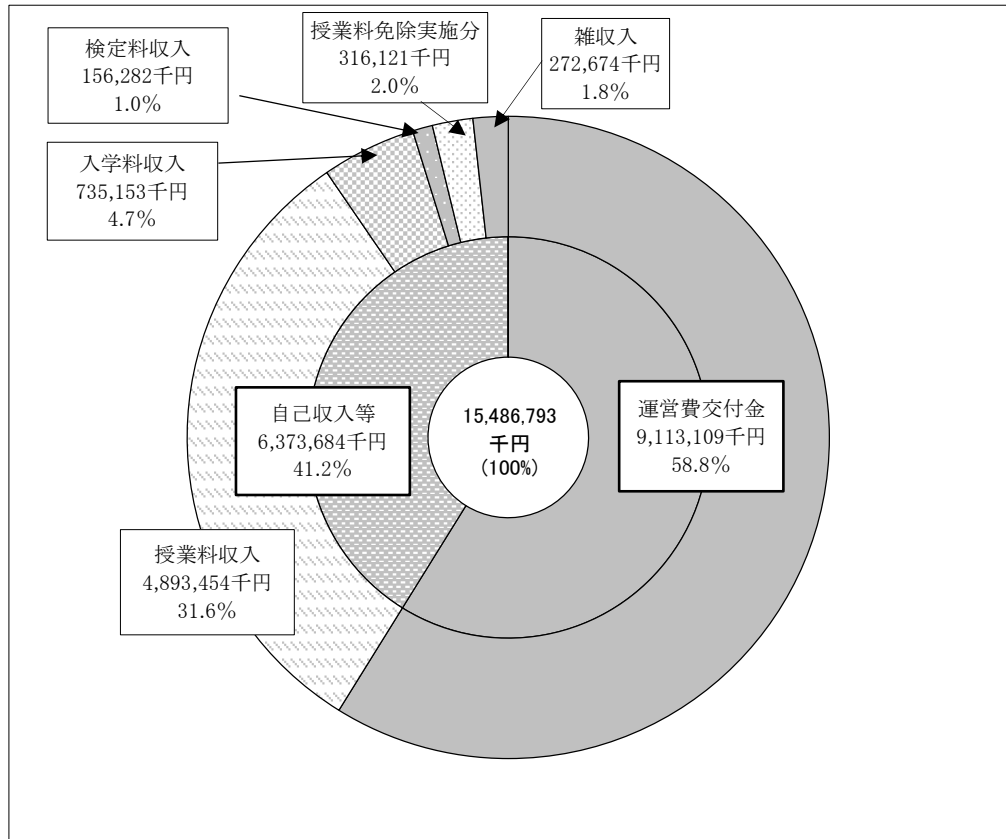 授業料免除実施分
316,121千円
2.0%
雑収入
272,674千円
1.8%
検定料収入
156,282千円
1.0%
入学料収入
735,153千円
4.7%
自己収入等
6,373,684千円
41.2%
15,486,793
千円
(100%)
運営費交付金
9,113,109千円
58.8%
授業料収入
4,893,454千円
31.6%